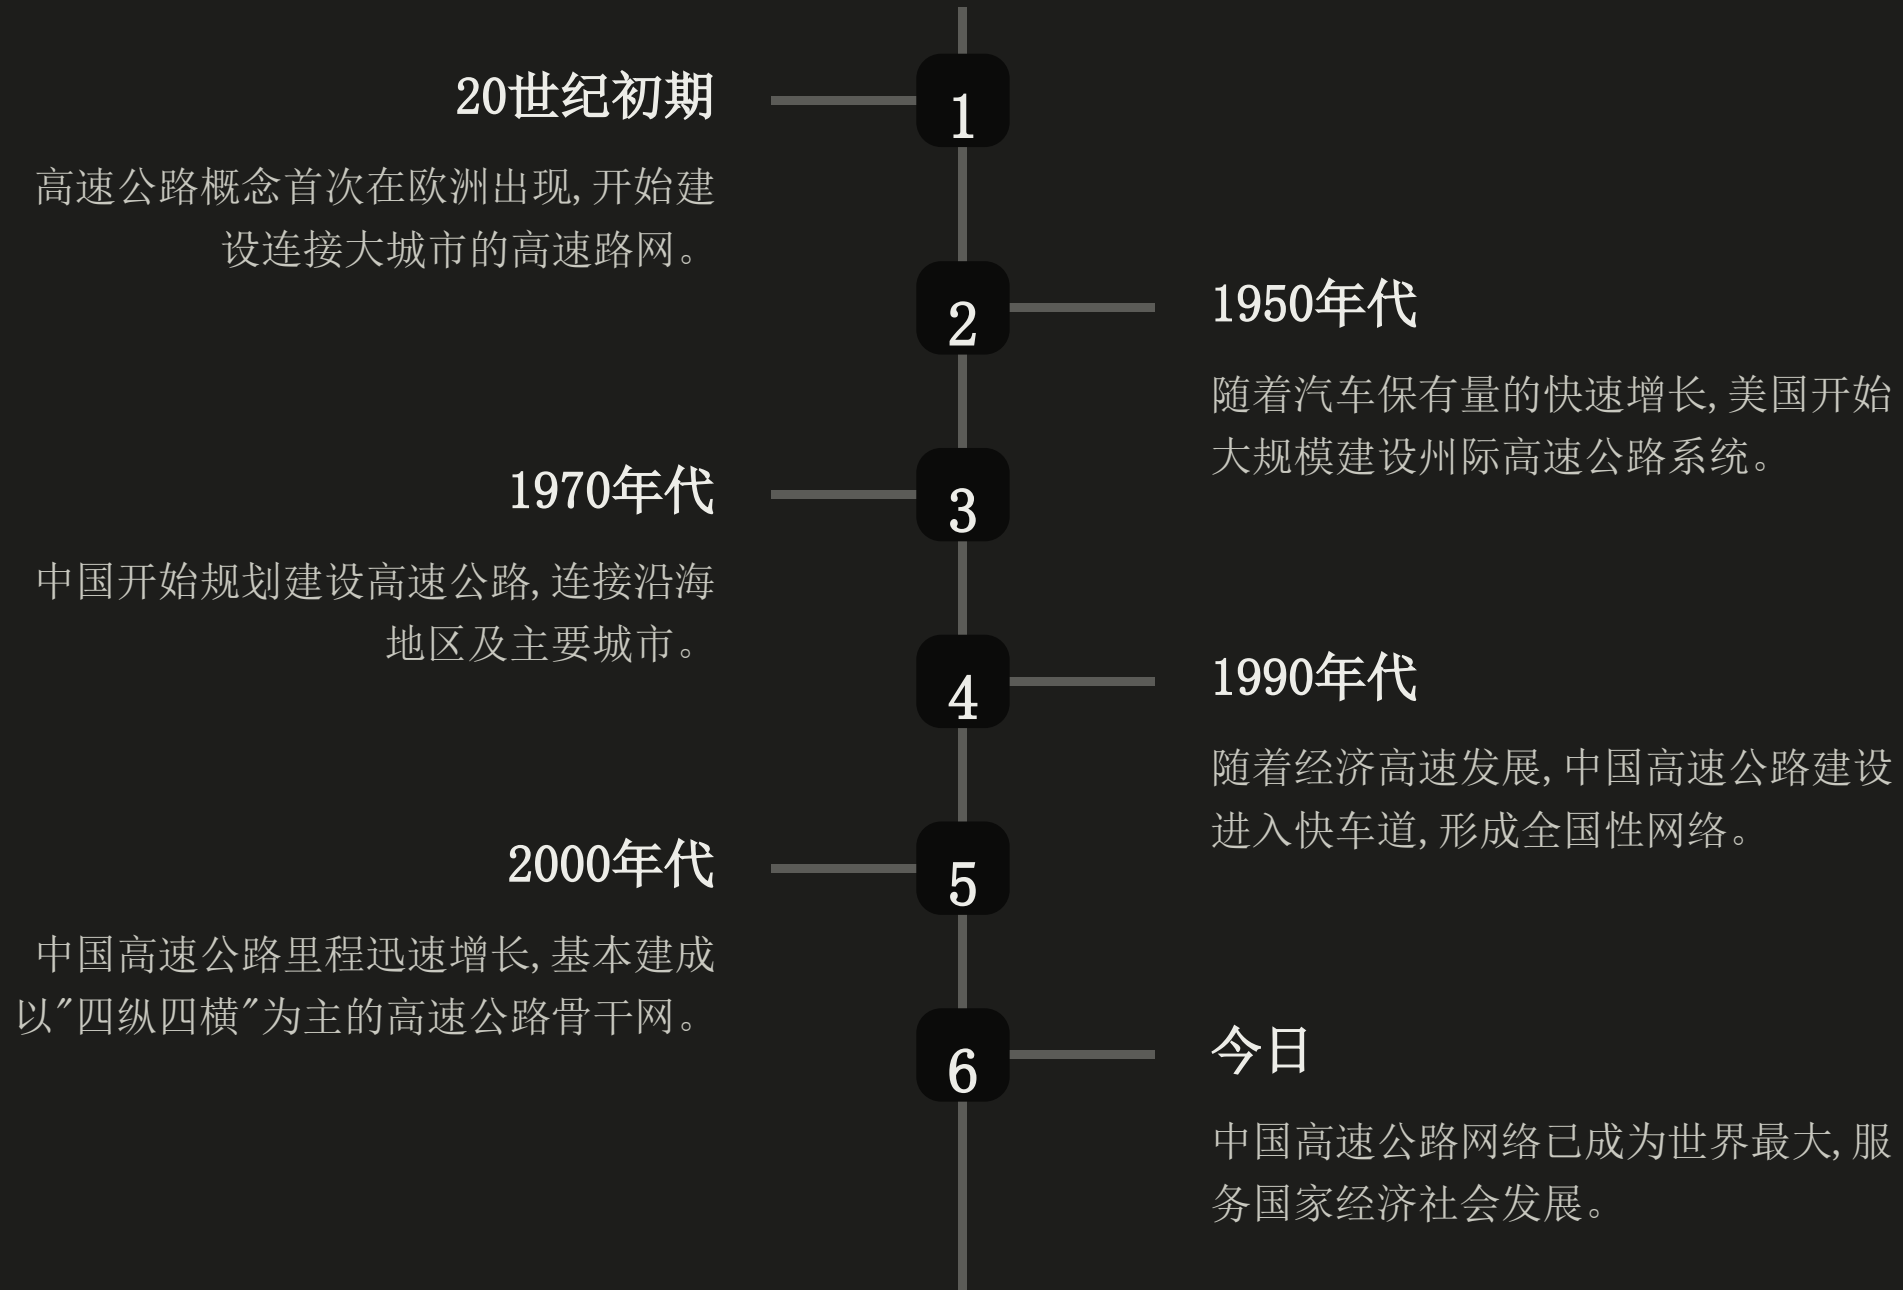 1
20世纪初期
高速公路概念首次在欧洲出现,开始建
设连接大城市的高速路网。
2
1950年代
随着汽车保有量的快速增长,美国开始
大规模建设州际高速公路系统。
3
1970年代
中国开始规划建设高速公路,连接沿海
地区及主要城市。
4
1990年代
随着经济高速发展,中国高速公路建设
进入快车道,形成全国性网络。
5
2000年代
中国高速公路里程迅速增长,基本建成
以"四纵四横"为主的高速公路骨干网。
6
今日
中国高速公路网络已成为世界最大,服
务国家经济社会发展。